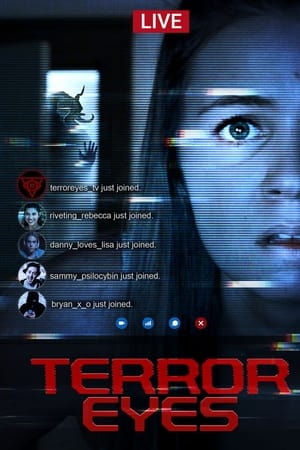 LIVE
terroreyes_tv just joined.
riveting_rebecca just joined.
danny_loves_lisa just joined.
sammy_psilocybin just joined.
bryan_x_o just joined.
TERROR
EYES